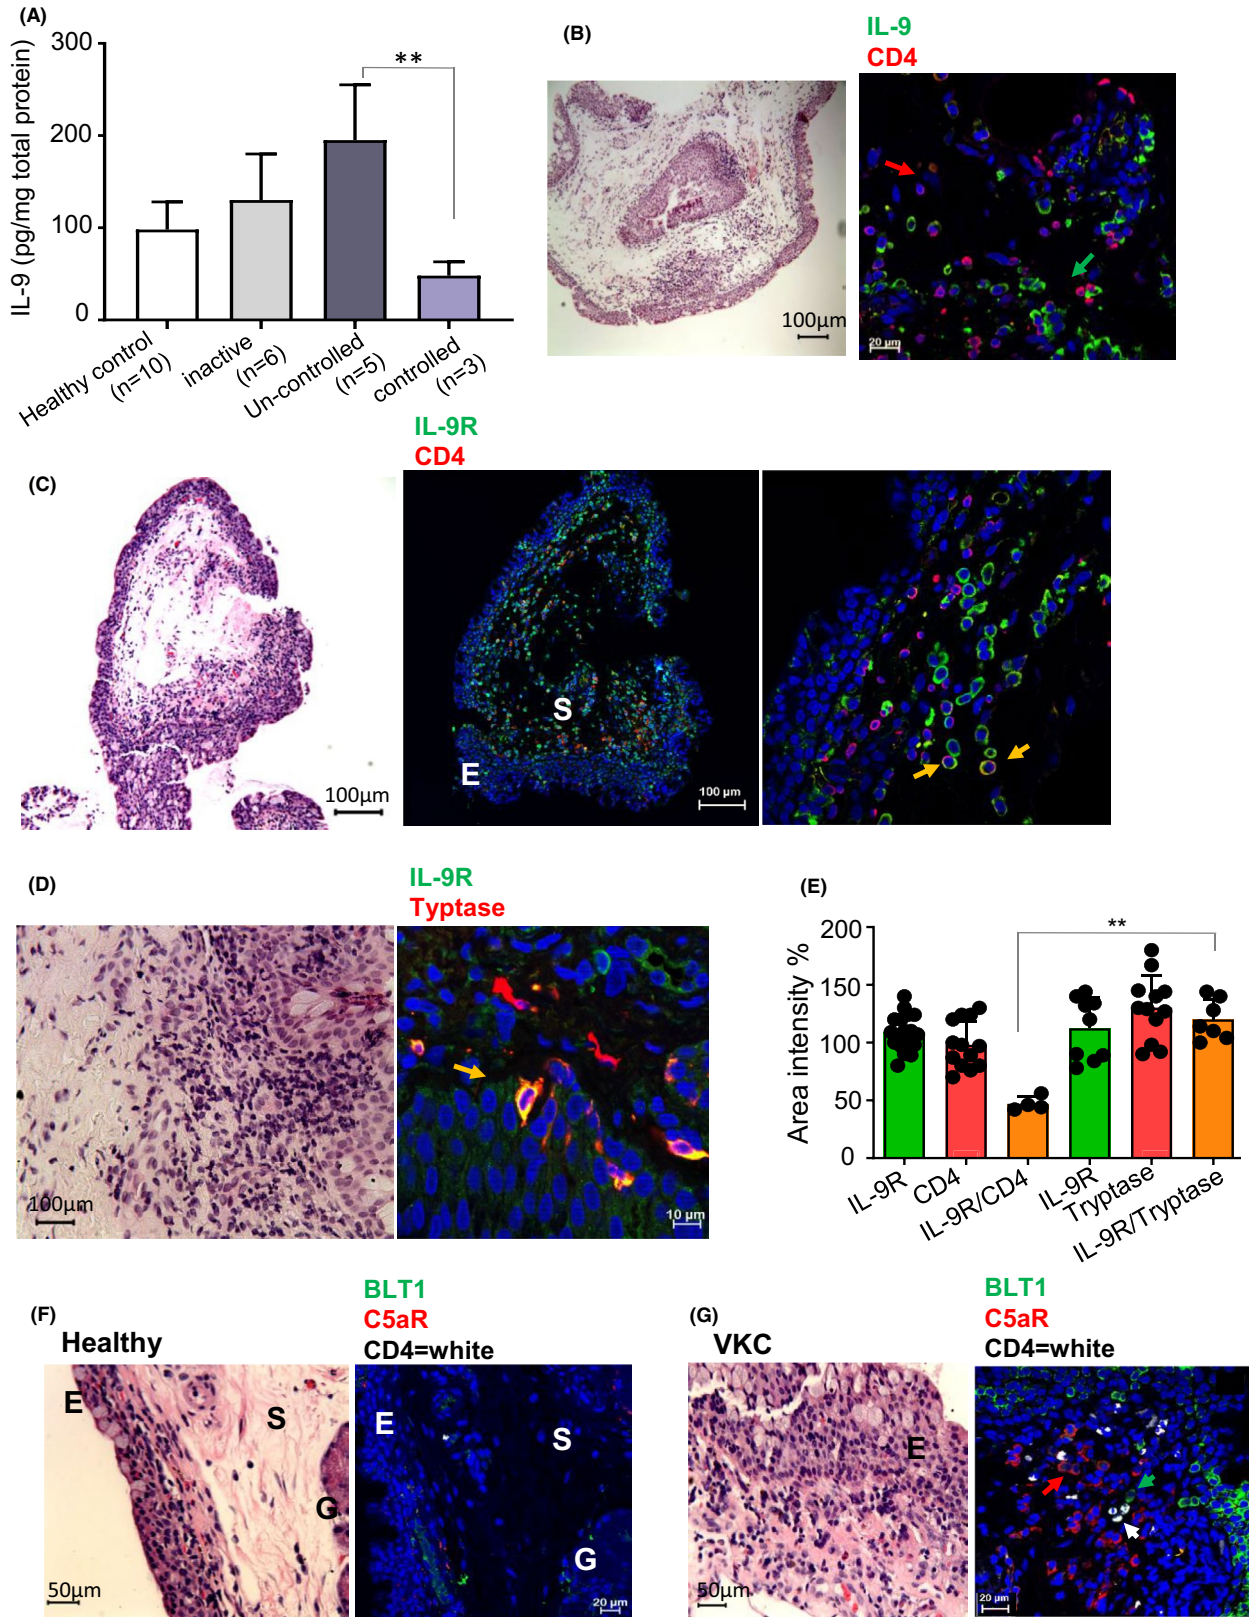 (A)
IL-9 (pg/mg total protein)
300
200
100
0
**
Healthy control
(n=10)
inactive
(n=6)
Un-controlled
(n=5)
controlled
(n=3)
(B)
IL-9
CD4
100µm
20 µm
(C)
IL-9R
CD4
100µm
S
E
100 µm
(D)
IL-9R
Typtase
100µm
10 µm
(E)
Area intensity %
200
150
100
50
0
**
IL-9R
CD4
IL-9R/CD4
IL-9R
Tryptase
IL-9R/Tryptase
(F)
Healthy
BLT1
C5aR
CD4=white
E
S
G
50µm
E
S
G
20 µm
(G)
VKC
BLT1
C5aR
CD4=white
E
50µm
20 µm